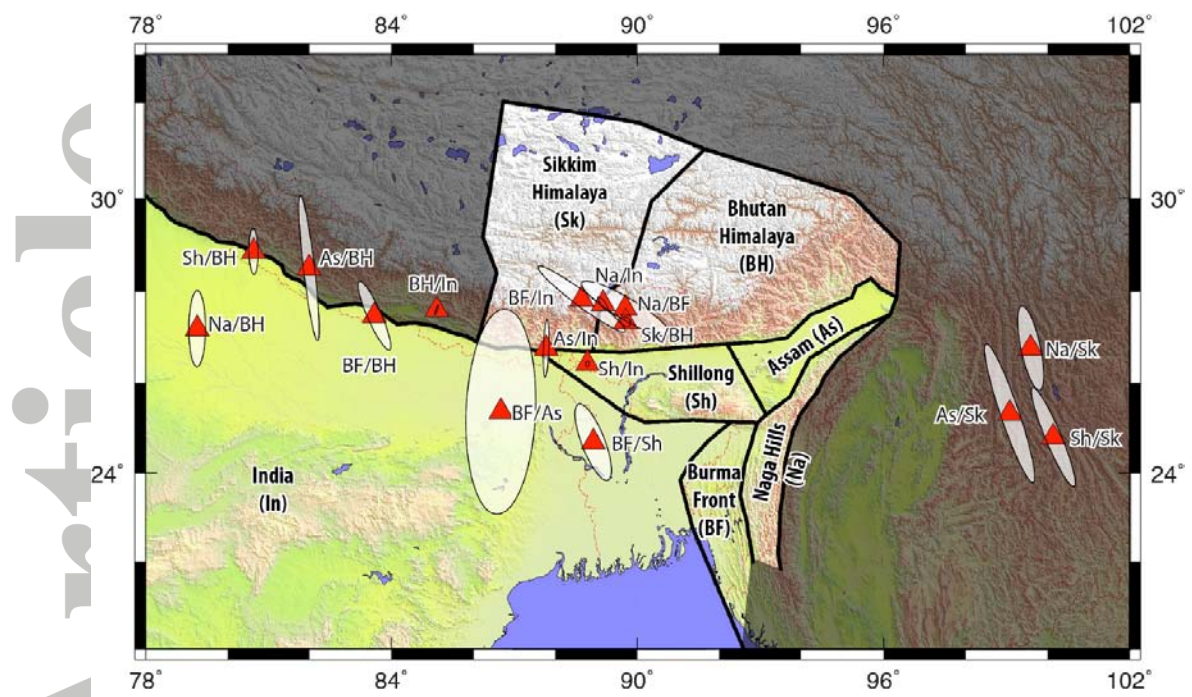 78°
84°
90°
96°
102°
30°
30°
24°
24°
Sikkim
Himalaya
(Sk)
Bhutan
Himalaya
(BH)
Sh/BH
As/BH
BH/In
Na/In
BF/In
Na/BF
Sk/BH
Na/BH
BF/BH
As/In
Sh/In
Assam (As)
Na/Sk
Shillong
(Sh)
BF/As
As/Sk
Sh/Sk
BF/Sh
India
(In)
Burma
Front
(BF)
Naga Hills
(Na)
78°
84°
90°
96°
102°
Article